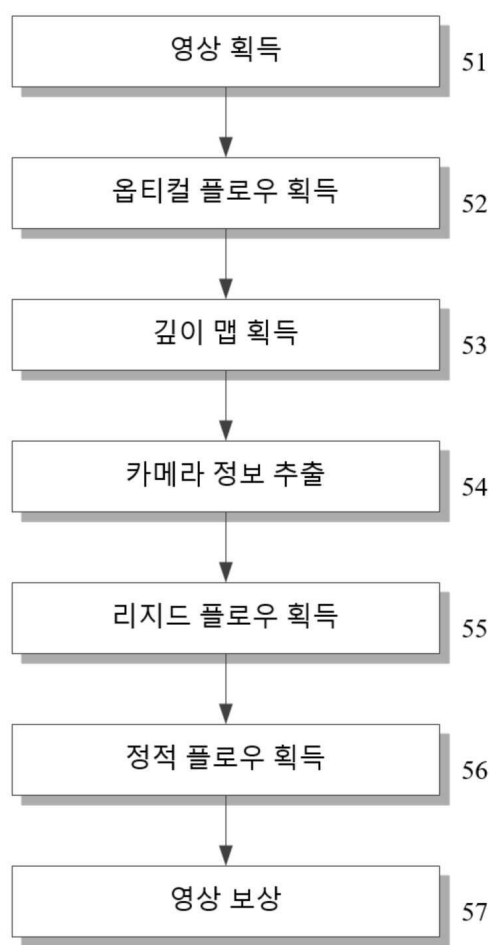 영상 획득
51
옵티컬 플로우 획득
52
깊이 맵 획득
53
카메라 정보 추출
54
리지드 플로우 획득
55
정적 플로우 획득
56
영상 보상
57